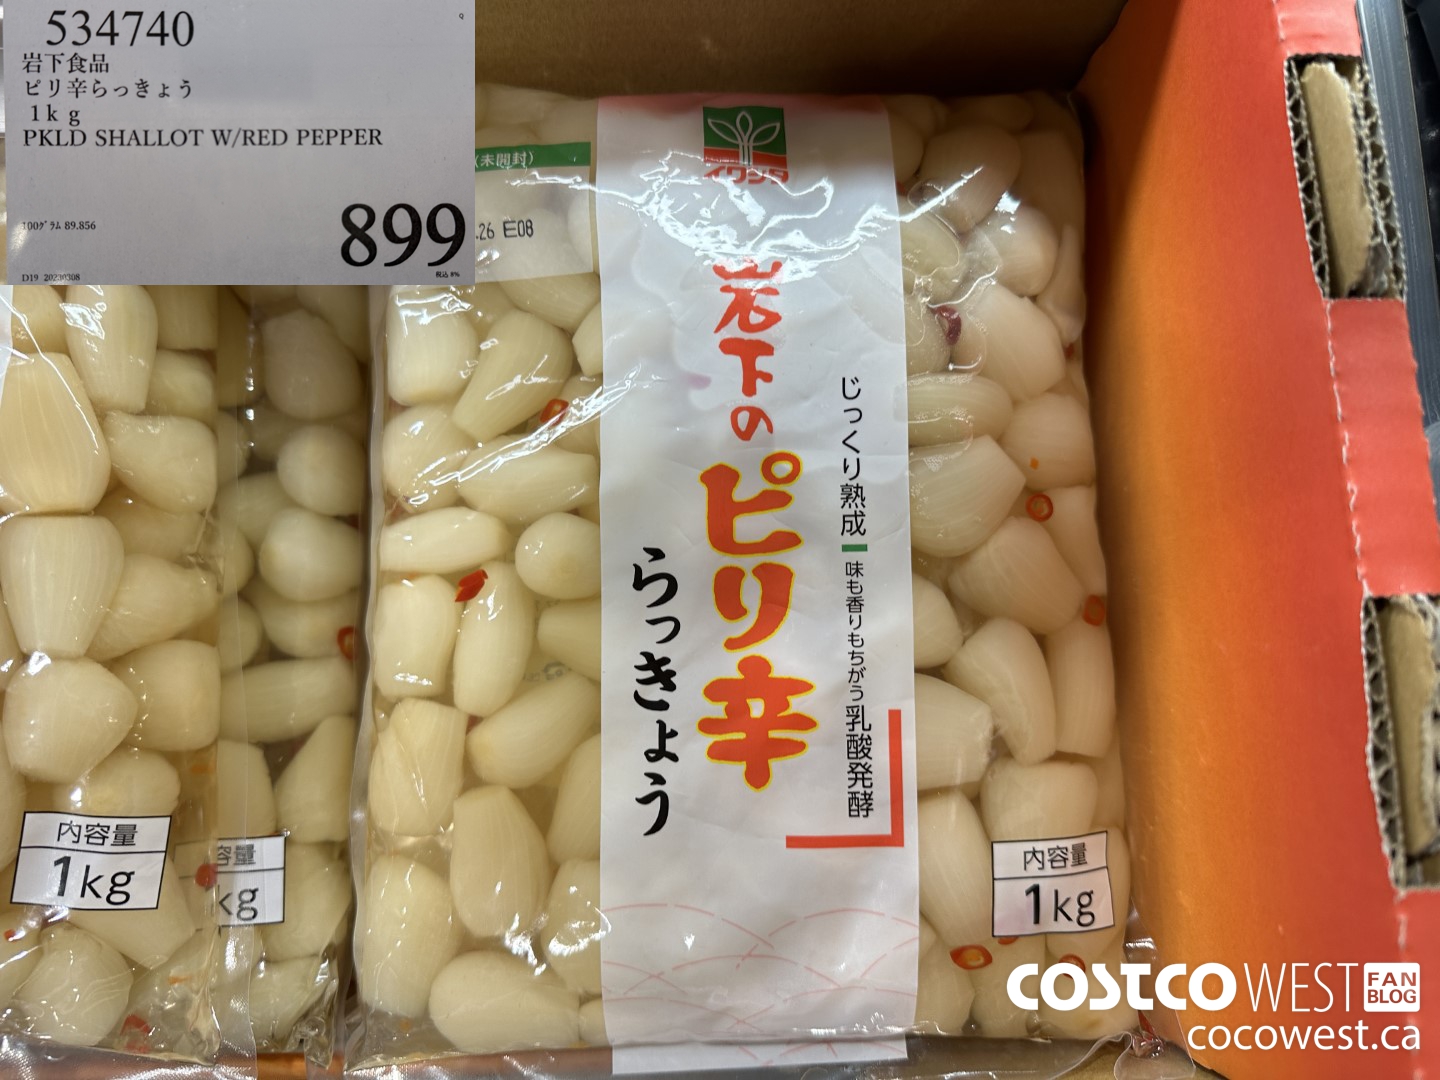 534740
岩下食品
ピリ辛らっきょう
1kg
PKLD SHALLOT W/RED PEPPER
899
100グラム 89.856
税込 8%
D19 20230308
(未開封)
.26 E08
イワシタ
岩下の
ピリ辛
らっきょう
じっくり熟成
味も香りもちがう乳酸発酵
内容量
1kg
容量
kg
内容量
1kg
COSTCO WEST FAN BLOG
cocowest.ca